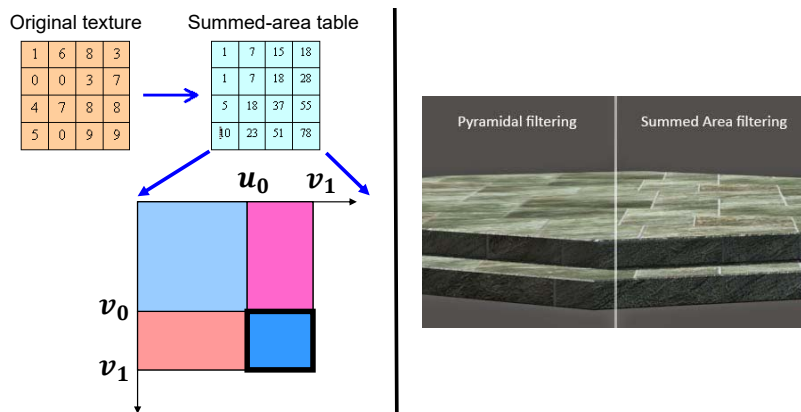 Original texture
Summed-area table
1 6 8 3
0 0 3 7
4 7 8 8
5 0 9 9
1 7 15 18
1 7 18 28
5 18 37 55
10 23 51 78
u₀ v₁
v₀
v₁
Pyramidal filtering
Summed Area filtering